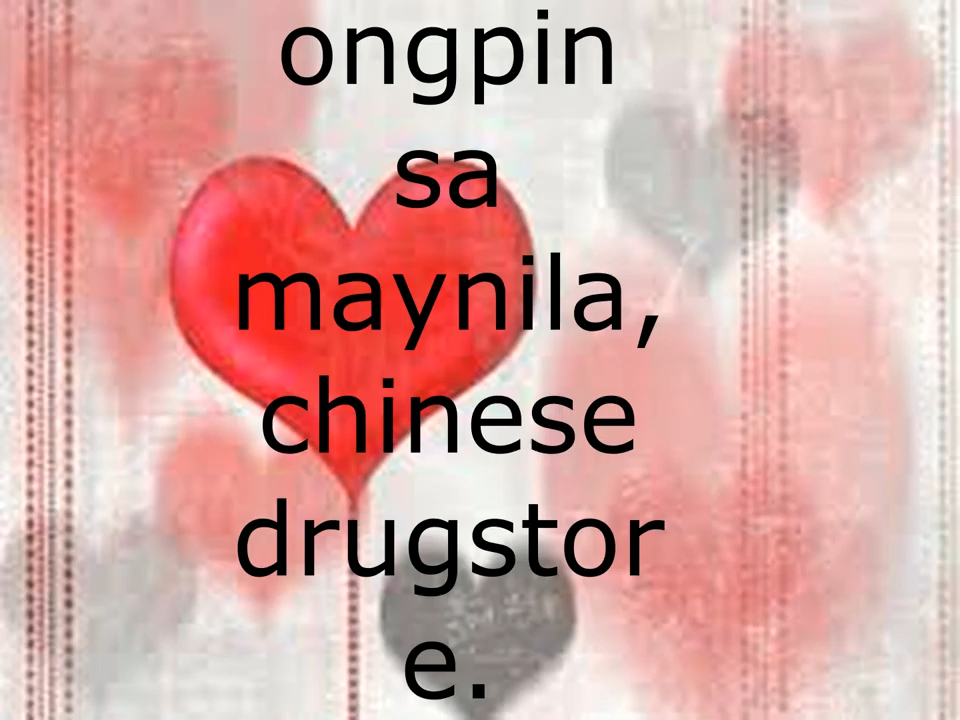 ongpin
sa
maynila,
chinese
drugstor
e.